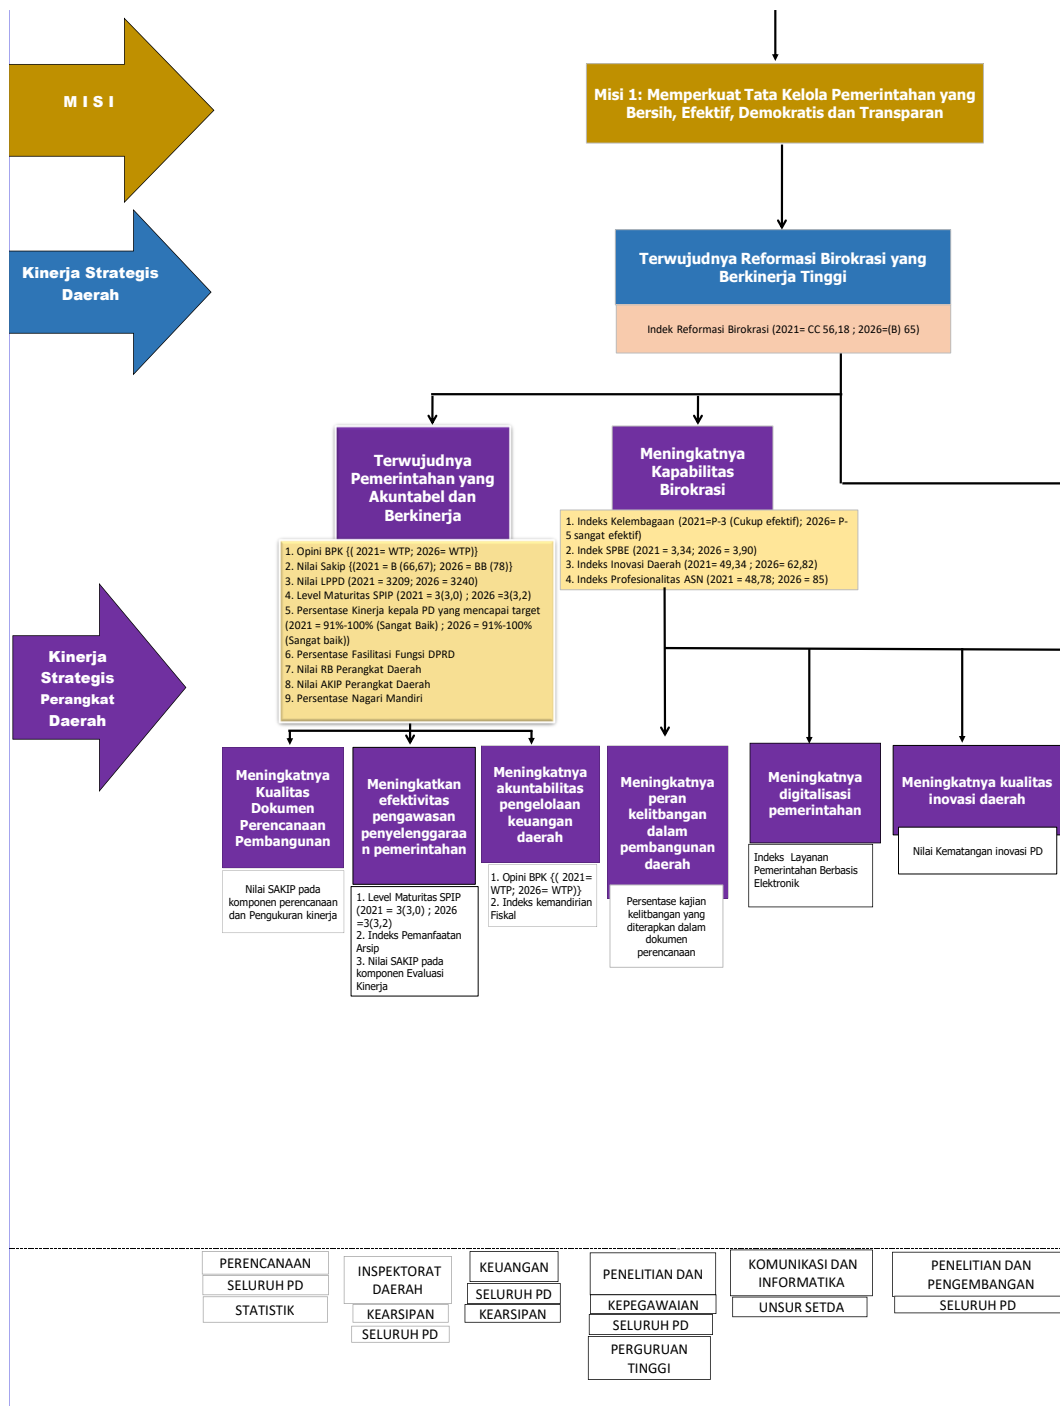 M I S I
Misi 1: Memperkuat Tata Kelola Pemerintahan yang
Bersih, Efektif, Demokratis dan Transparan
Kinerja Strategis
Daerah
Terwujudnya Reformasi Birokrasi yang
Berkinerja Tinggi
Indek Reformasi Birokrasi (2021= CC 56,18 ; 2026=(B) 65)
Terwujudnya
Pemerintahan yang
Akuntabel dan
Berkinerja
1. Opini BPK {( 2021= WTP; 2026= WTP)}
2. Nilai Sakip {(2021 = B (66,67); 2026 = BB (78)}
3. Nilai LPPD (2021 = 3209; 2026 = 3240)
4. Level Maturitas SPIP (2021 = 3(3,0) ; 2026 =3(3,2)
5. Persentase Kinerja kepala PD yang mencapai target
(2021 = 91%-100% (Sangat Baik) ; 2026 = 91%-100%
(Sangat baik))
6. Persentase Fasilitasi Fungsi DPRD
7. Nilai RB Perangkat Daerah
8. Nilai AKIP Perangkat Daerah
9. Persentase Nagari Mandiri
Meningkatnya
Kapabilitas
Birokrasi
1. Indeks Kelembagaan (2021=P-3 (Cukup efektif); 2026= P-
5 sangat efektif)
2. Indek SPBE (2021 = 3,34; 2026 = 3,90)
3. Indeks Inovasi Daerah (2021= 49,34 ; 2026= 62,82)
4. Indeks Profesionalitas ASN (2021 = 48,78; 2026 = 85)
Kinerja
Strategis
Perangkat
Daerah
Meningkatnya
Kualitas
Dokumen
Perencanaan
Pembangunan
Nilai SAKIP pada
komponen perencanaan
dan Pengukuran kinerja
Meningkatkan
efektivitas
pengawasan
penyelenggaraa
n pemerintahan
1. Level Maturitas SPIP
(2021 = 3(3,0) ; 2026
=3(3,2)
2. Indeks Pemanfaatan
Arsip
3. Nilai SAKIP pada
komponen Evaluasi
Kinerja
Meningkatnya
akuntabilitas
pengelolaan
keuangan
daerah
1. Opini BPK {( 2021=
WTP; 2026= WTP)}
2. Indeks kemandirian
Fiskal
Meningkatnya
peran
kelitbangan
dalam
pembangunan
daerah
Persentase kajian
kelitbangan yang
diterapkan dalam
dokumen
perencanaan
Meningkatnya
digitalisasi
pemerintahan
Indeks Layanan
Pemerintahan Berbasis
Elektronik
Meningkatnya kualitas
inovasi daerah
Nilai Kematangan inovasi PD
PERENCANAAN
SELURUH PD
STATISTIK
INSPEKTORAT
DAERAH
KEARSIPAN
SELURUH PD
KEUANGAN
SELURUH PD
KEARSIPAN
PENELITIAN DAN
KEPEGAWAIAN
SELURUH PD
PERGURUAN
TINGGI
KOMUNIKASI DAN
INFORMATIKA
UNSUR SETDA
PENELITIAN DAN
PENGEMBANGAN
SELURUH PD